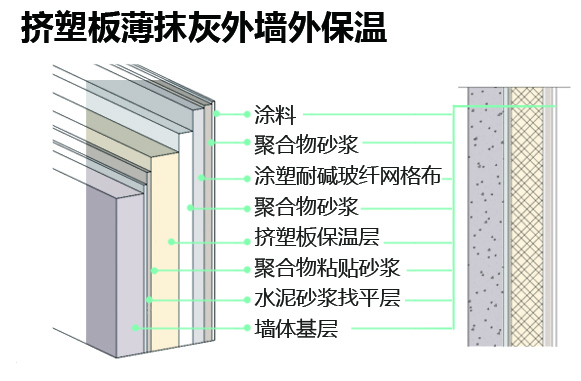 挤塑板薄抹灰外墙外保温
涂料
聚合物砂浆
涂塑耐碱玻纤网格布
聚合物砂浆
挤塑板保温层
聚合物粘贴砂浆
水泥砂浆找平层
墙体基层